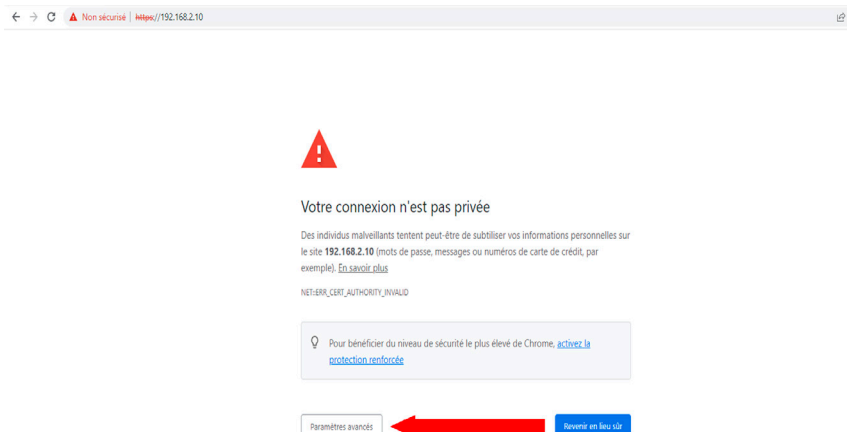 Non sécurisé | https://192.168.2.10
Votre connexion n'est pas privée
Des individus malveillants tentent peut-être de subtiliser vos informations personnelles sur
le site 192.168.2.10 (mots de passe, messages ou numéros de carte de crédit, par
exemple). En savoir plus
NET::ERR_CERT_AUTHORITY_INVALID
Pour bénéficier du niveau de sécurité le plus élevé de Chrome, activez la
protection renforcée
Paramètres avancés
Revenir en lieu sûr